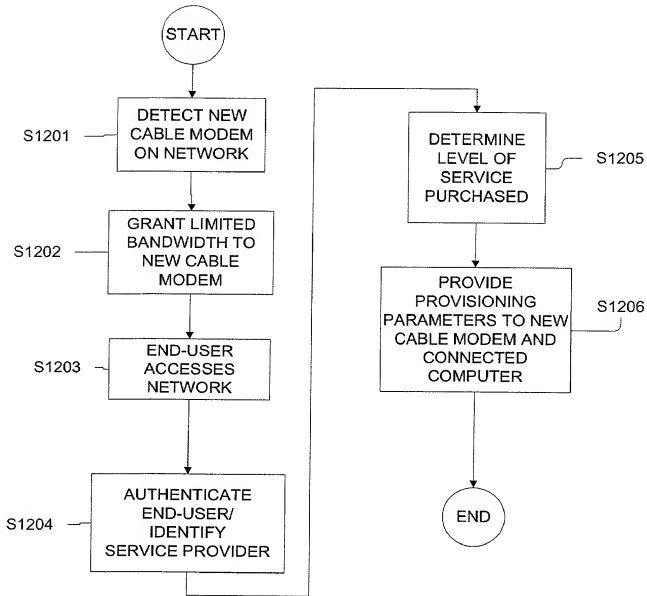 START
S1201
DETECT NEW
CABLE MODEM
ON NETWORK
S1202
GRANT LIMITED
BANDWIDTH TO
NEW CABLE
MODEM
S1203
END-USER
ACCESSES
NETWORK
S1204
AUTHENTICATE
END-USER/
IDENTIFY
SERVICE PROVIDER
DETERMINE
LEVEL OF
SERVICE
PURCHASED
S1205
PROVIDE
PROVISIONING
PARAMETERS TO NEW
CABLE MODEM AND
CONNECTED
COMPUTER
S1206
END